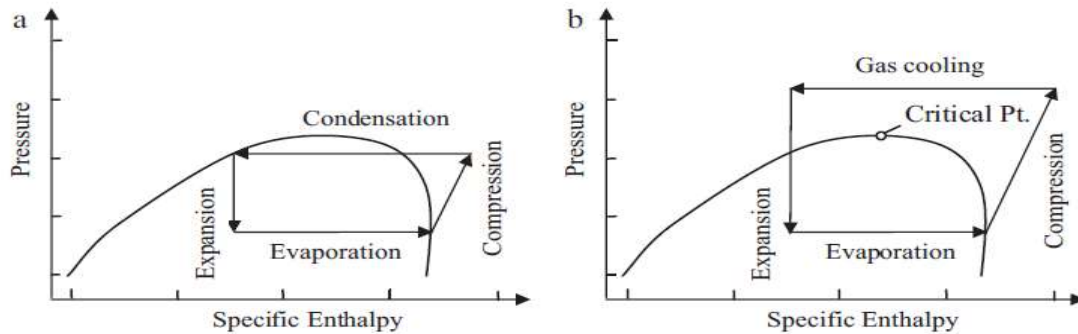 a
Pressure
Condensation
Expansion
Evaporation
Compression
Specific Enthalpy
b
Pressure
Gas cooling
Critical Pt.
Expansion
Evaporation
Compression
Specific Enthalpy